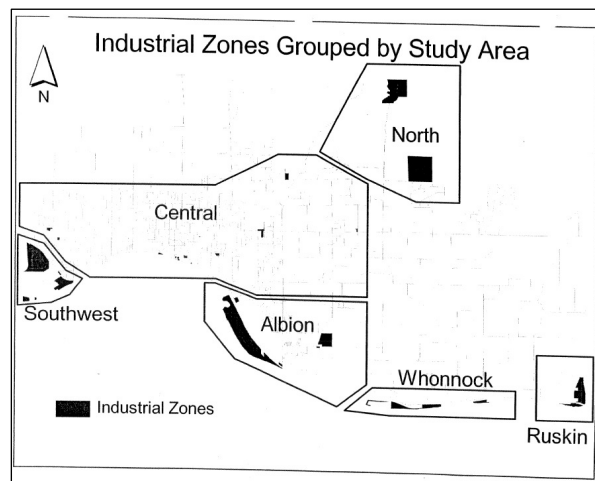 Industrial Zones Grouped by Study Area
N
North
Central
Southwest
Albion
Whonnock
Industrial Zones
Ruskin